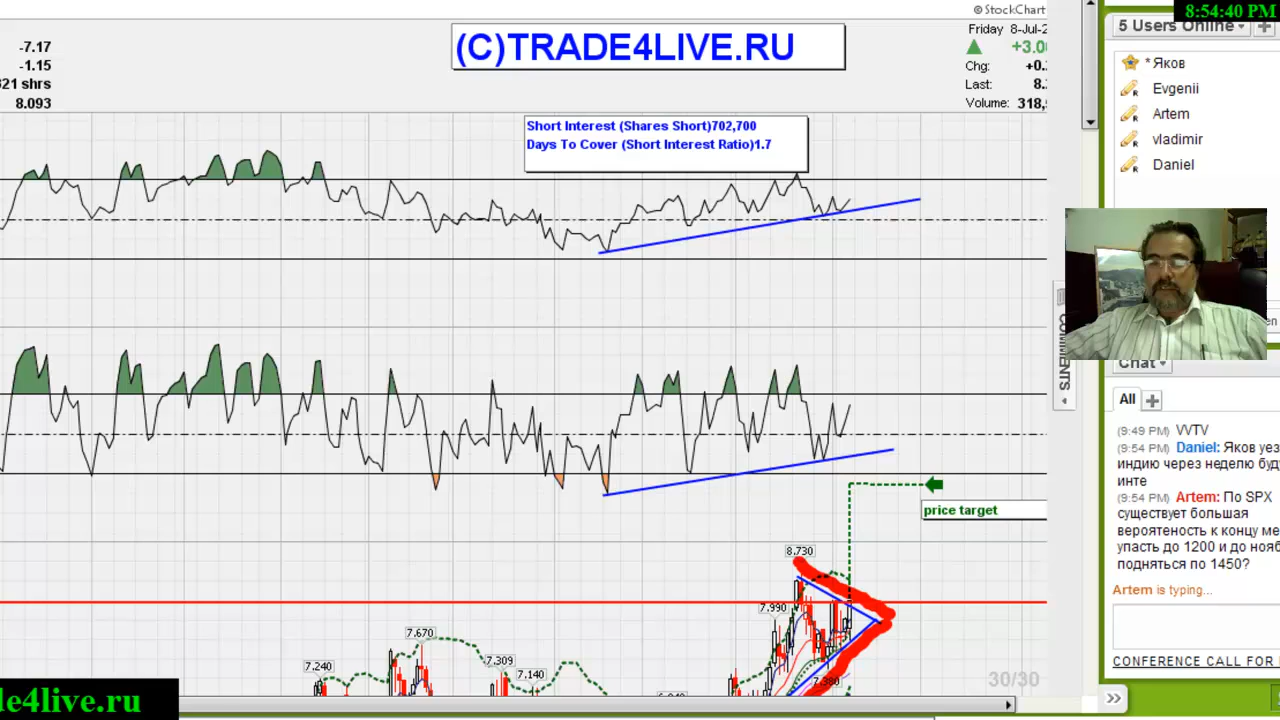 8:54:40 PM
© StockChart
5 Users Online
-7.17
-1.15
321 shrs
8.093
(C)TRADE4LIVE.RU
Friday 8-Jul-2
+3.0
Chg: +0.
Last: 8.
Volume: 318,
* Яков
Evgenii
Artem
vladimir
Daniel
Short Interest (Shares Short)702,700
Days To Cover (Short Interest Ratio)1.7
COMMENTS
Chat
All
(9:49 PM) VVTV
(9:54 PM) Daniel: Яков уез
индию через неделю буд
инте
(9:54 PM) Artem: По SPX
существует большая
вероятеность к концу ме
упасть до 1200 и до нояб
подняться по 1450?
Artem is typing...
CONFERENCE CALL FOR
price target
8.730
7.990
7.670
7.309
7.240
7.140
7.380
30/30
de4live.ru